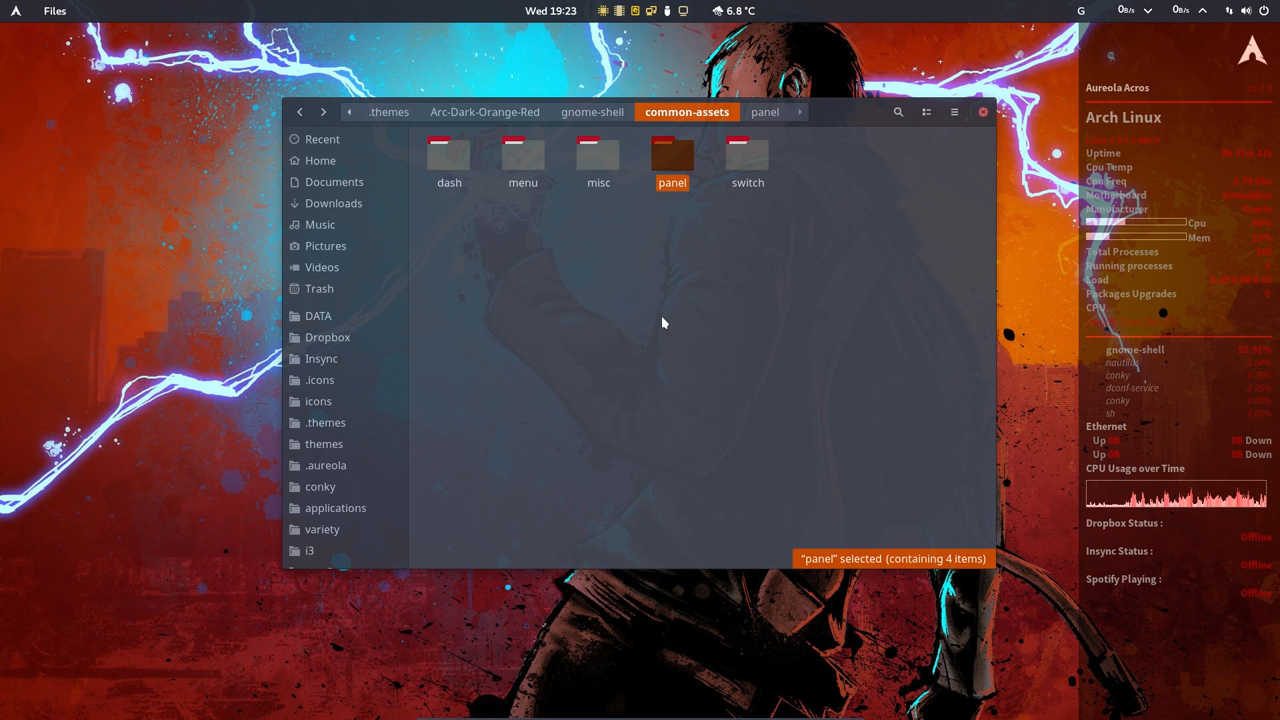 Files
Wed 19:23
6.8 °C
G
0B/s
0B/s
.themes
Arc-Dark-Orange-Red
gnome-shell
common-assets
panel
Recent
Home
Documents
Downloads
Music
Pictures
Videos
Trash
DATA
Dropbox
Insync
.icons
icons
.themes
themes
.aureola
conky
applications
variety
i3
dash
menu
misc
panel
switch
“panel” selected (containing 4 items)
Aureola Acros
Arch Linux
Uptime
Cpu Temp
Cpu Freq
Motherboard
Manufacturer
Cpu
Mem
Total Processes
Running processes
Load
Packages Upgrades
CPU
gnome-shell
nautilus
conky
dconf-service
conky
sh
Ethernet
Up 0B 0B Down
Up 0B 0B Down
CPU Usage over Time
Dropbox Status :
Offline
Insync Status :
Offline
Spotify Playing :
Offline